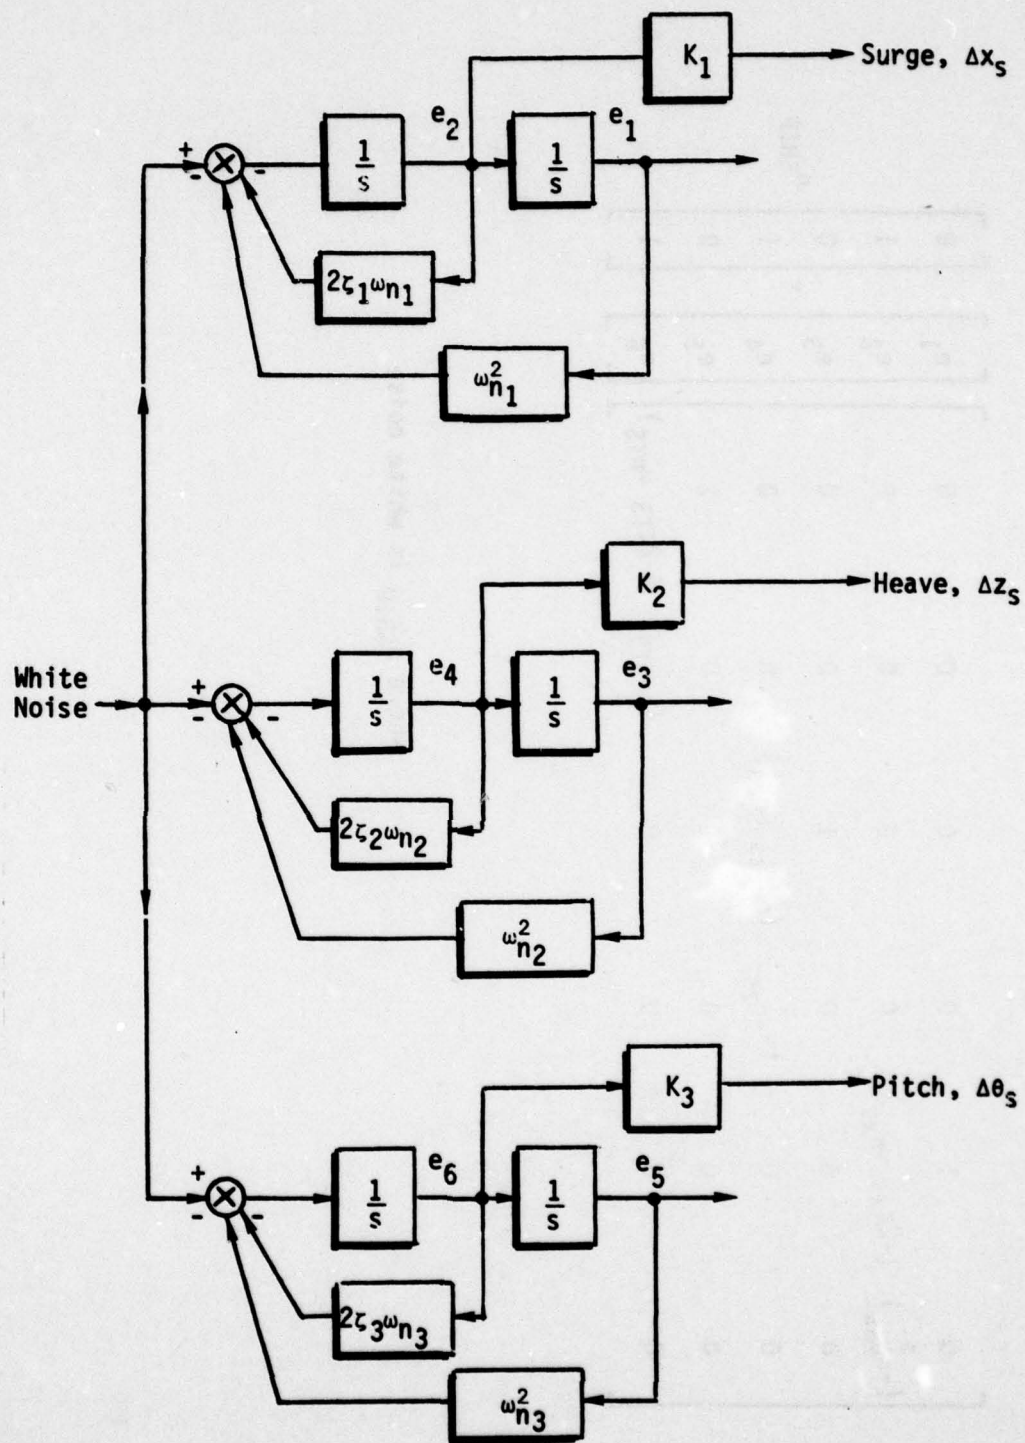 K₁
Surge, Δxₛ
e₂
e₁
+
-
-
1/s
1/s
2ζ₁ωn₁
ω²n₁
K₂
Heave, Δzₛ
White
Noise
e₄
e₃
+
-
-
1/s
1/s
2ζ₂ωn₂
ω²n₂
K₃
Pitch, Δθₛ
e₆
e₅
+
-
-
1/s
1/s
2ζ₃ωn₃
ω²n₃